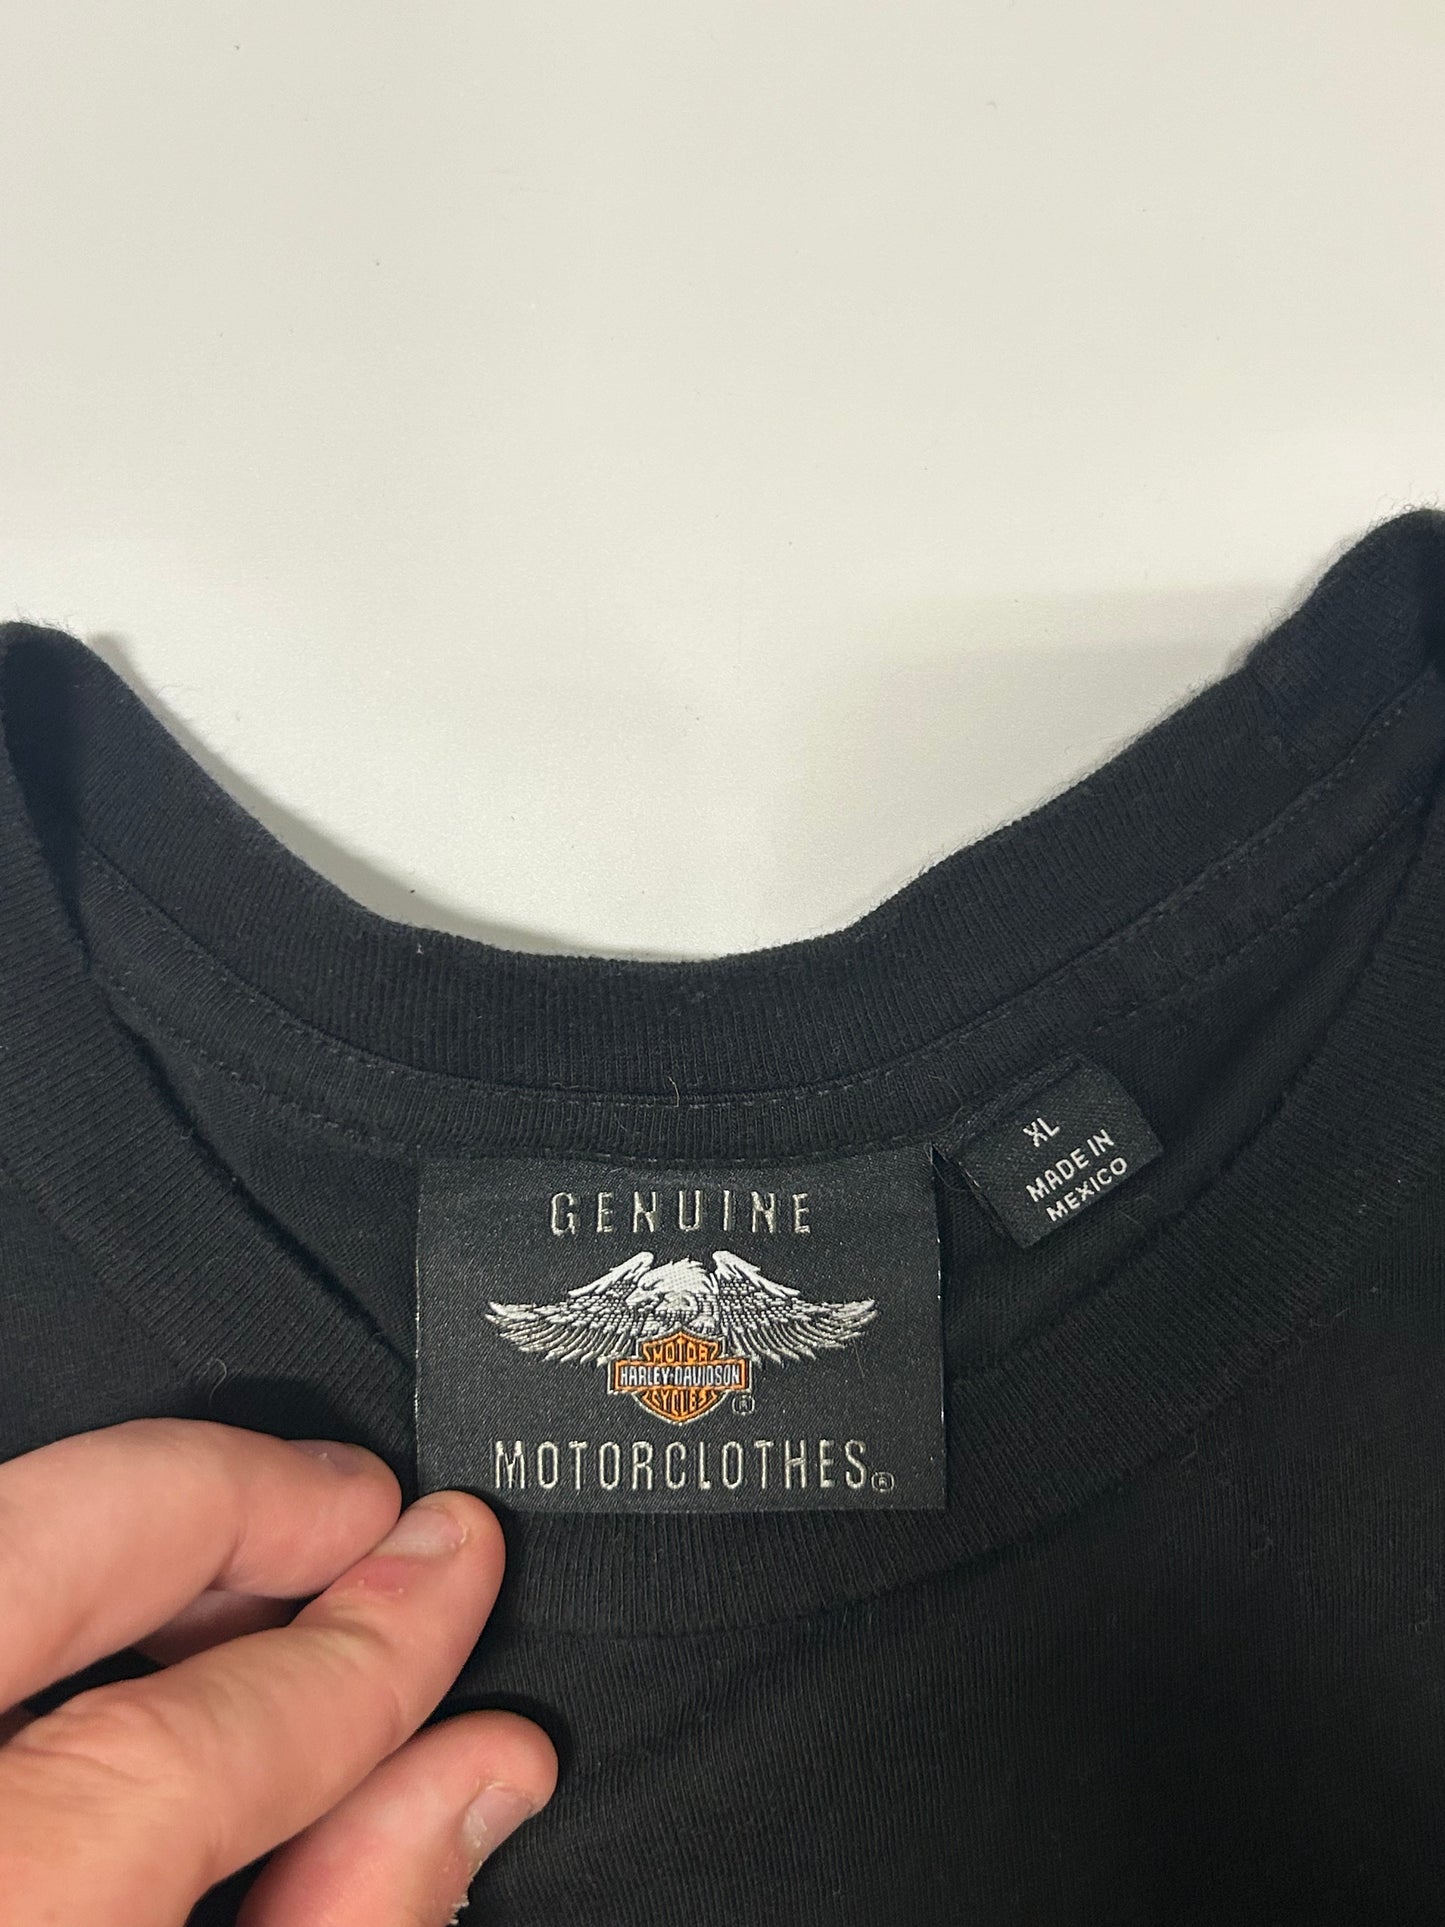 XL
MADE IN
MEXICO
GENUINE
MOTOR
HARLEY-DAVIDSON
CYCLES
®
MOTORCLOTHES®